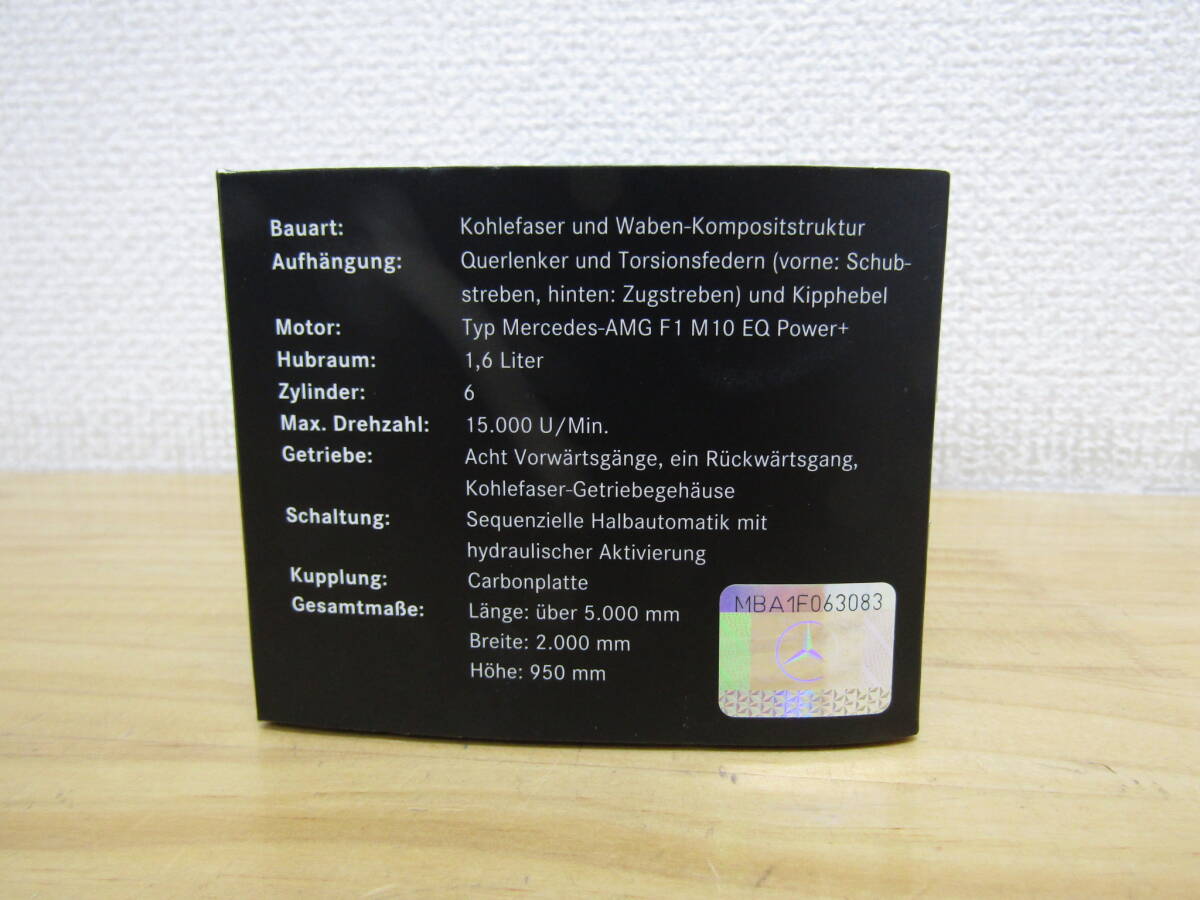 Bauart: Kohlefaser und Waben-Kompositstruktur
Aufhängung: Querlenker und Torsionsfedern (vorne: Schub-
streben, hinten: Zugstreben) und Kipphebel
Motor: Typ Mercedes-AMG F1 M10 EQ Power+
Hubraum: 1,6 Liter
Zylinder: 6
Max. Drehzahl: 15.000 U/Min.
Getriebe: Acht Vorwärtsgänge, ein Rückwärtsgang,
Kohlefaser-Getriebegehäuse
Schaltung: Sequenzielle Halbautomatik mit
hydraulischer Aktivierung
Kupplung: Carbonplatte
Gesamtmaße: Länge: über 5.000 mm
Breite: 2.000 mm
Höhe: 950 mm
MBA1F063083